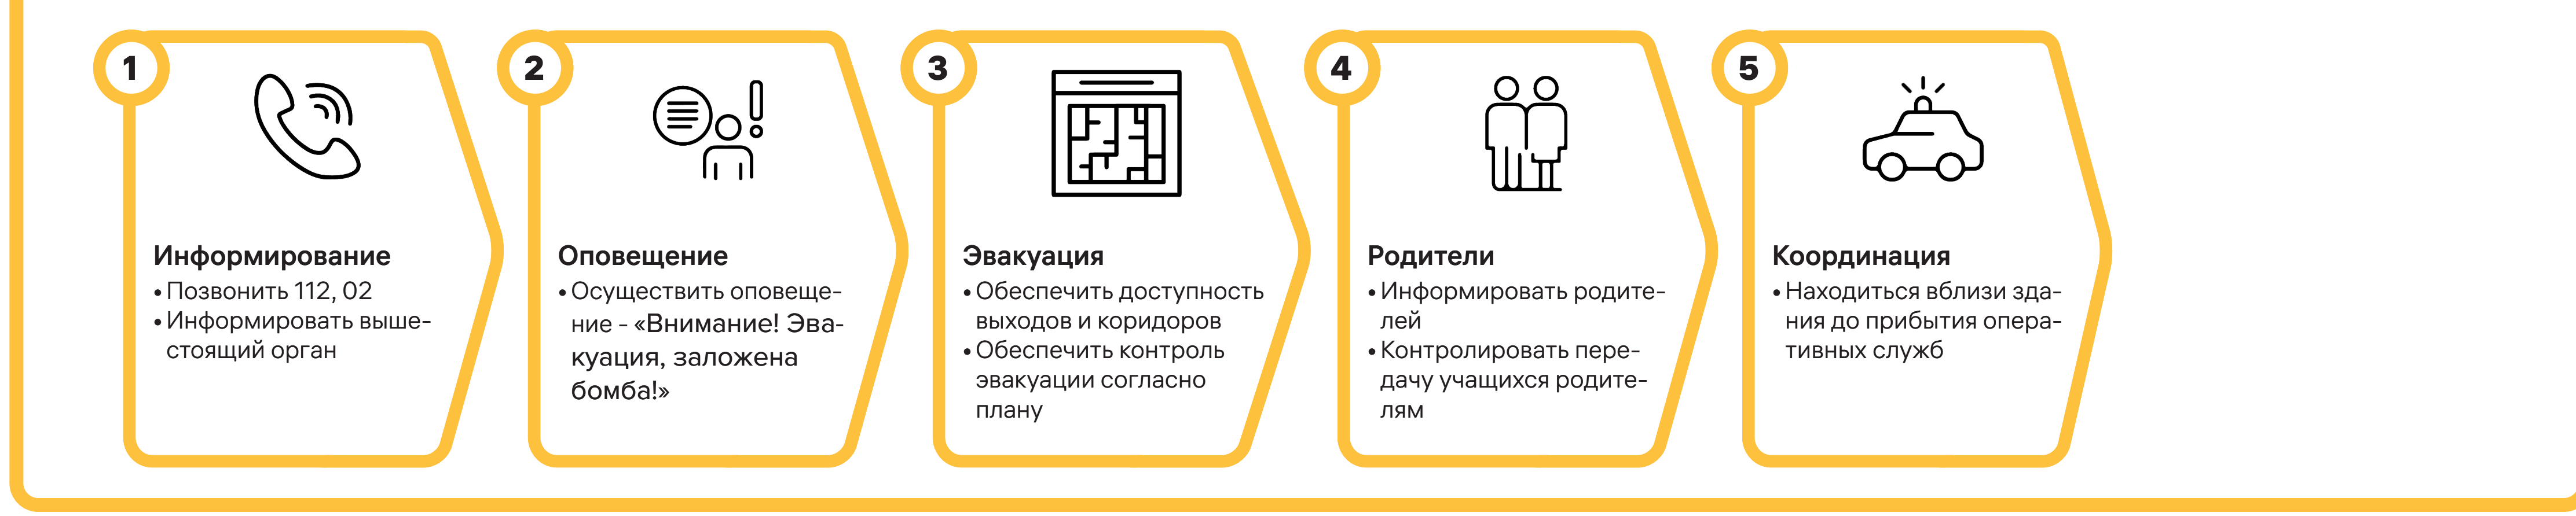 1
Информирование
• Позвонить 112, 02
• Информировать выше-
стоящий орган
2
Оповещение
• Осуществить оповеще-
ние - «Внимание! Эва-
куация, заложена
бомба!»
3
Эвакуация
• Обеспечить доступность
выходов и коридоров
• Обеспечить контроль
эвакуации согласно
плану
4
Родители
• Информировать родите-
лей
• Контролировать пере-
дачу учащихся родите-
лям
5
Координация
• Находиться вблизи зда-
ния до прибытия опера-
тивных служб